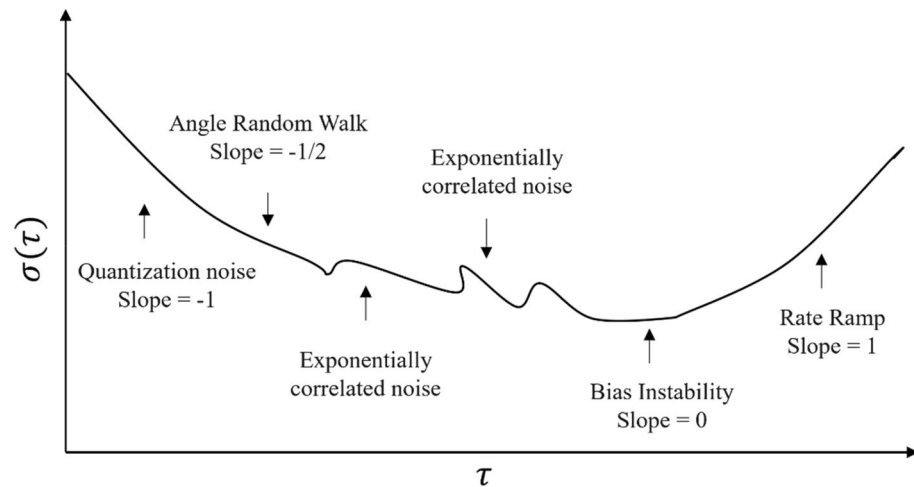 σ(τ)
Angle Random Walk
Slope = -1/2
Exponentially
correlated noise
Quantization noise
Slope = -1
Exponentially
correlated noise
Bias Instability
Slope = 0
Rate Ramp
Slope = 1
τ